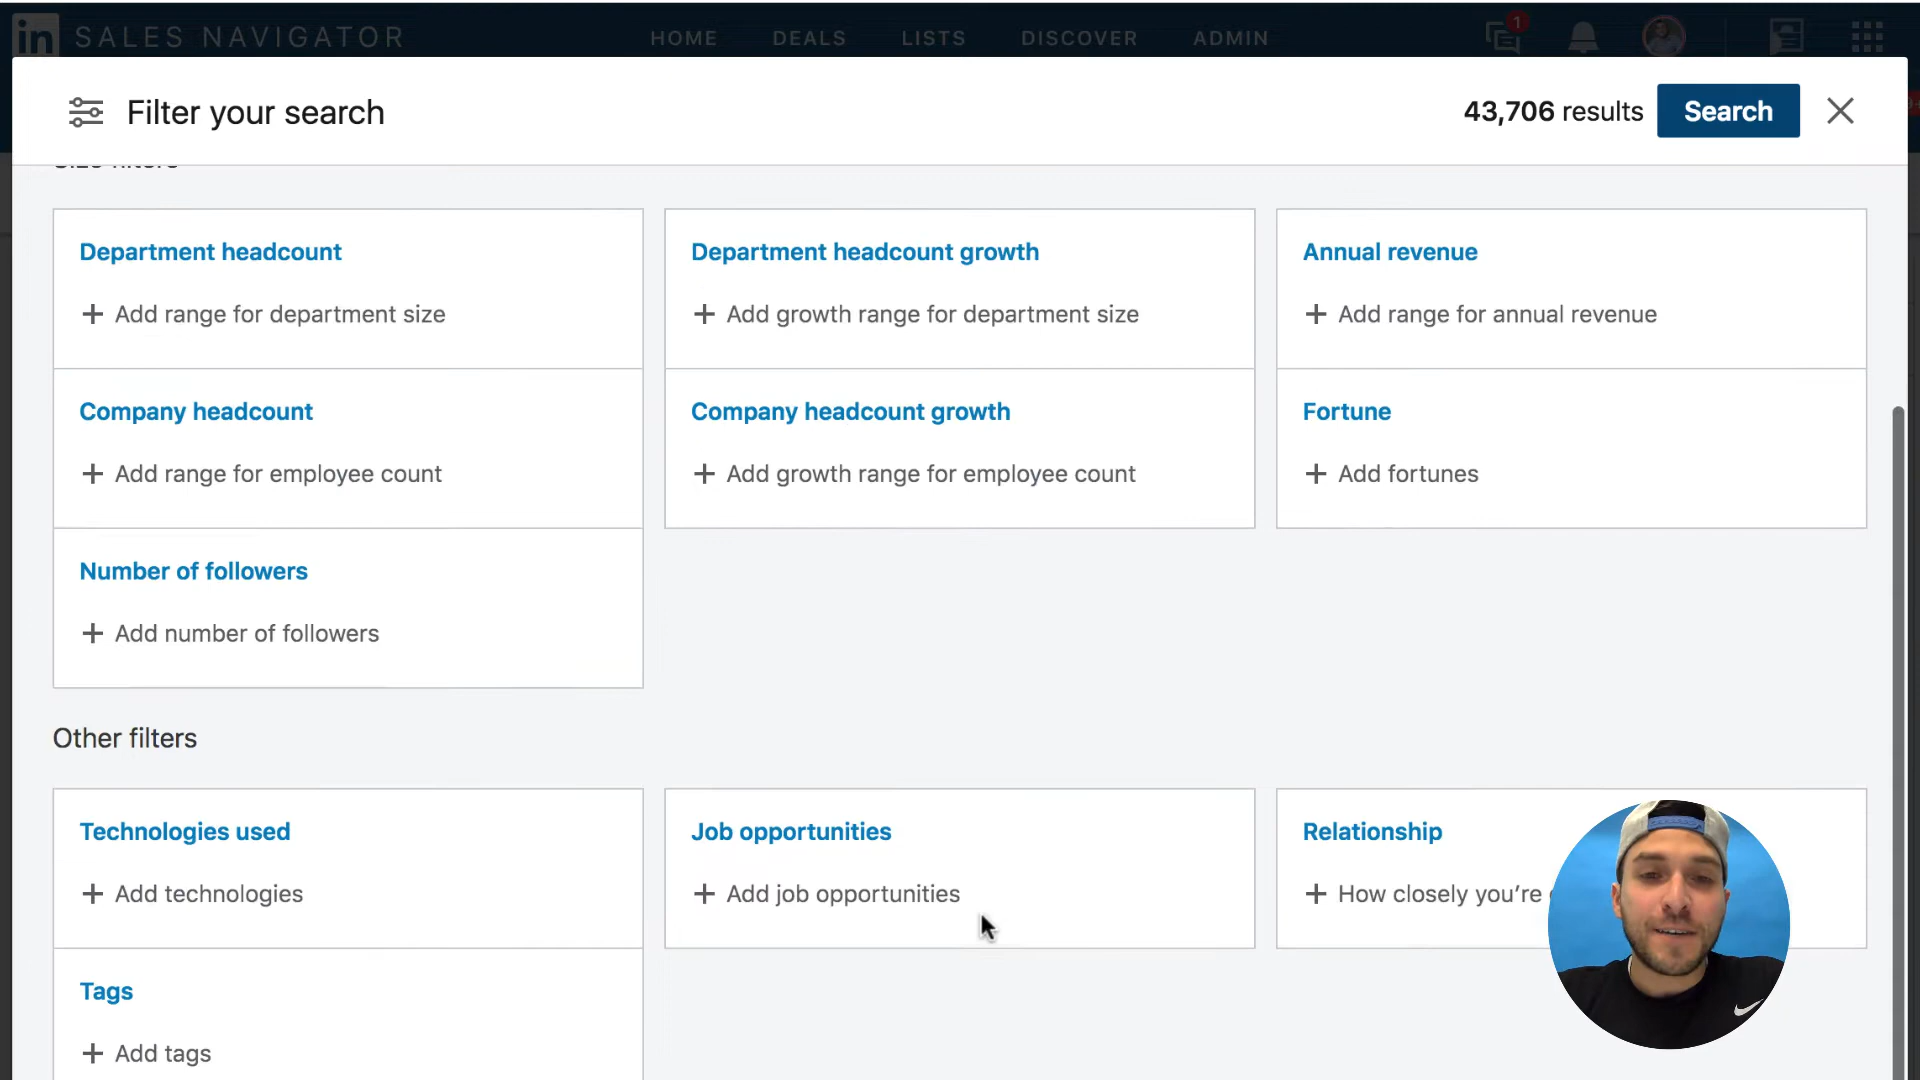 in SALES NAVIGATOR
HOME DEALS LISTS DISCOVER ADMIN
1
Filter your search
43,706 results
Search
Size filters
Department headcount
+ Add range for department size
Department headcount growth
+ Add growth range for department size
Annual revenue
+ Add range for annual revenue
Company headcount
+ Add range for employee count
Company headcount growth
+ Add growth range for employee count
Fortune
+ Add fortunes
Number of followers
+ Add number of followers
Other filters
Technologies used
+ Add technologies
Job opportunities
+ Add job opportunities
Relationship
+ How closely you’re
Tags
+ Add tags